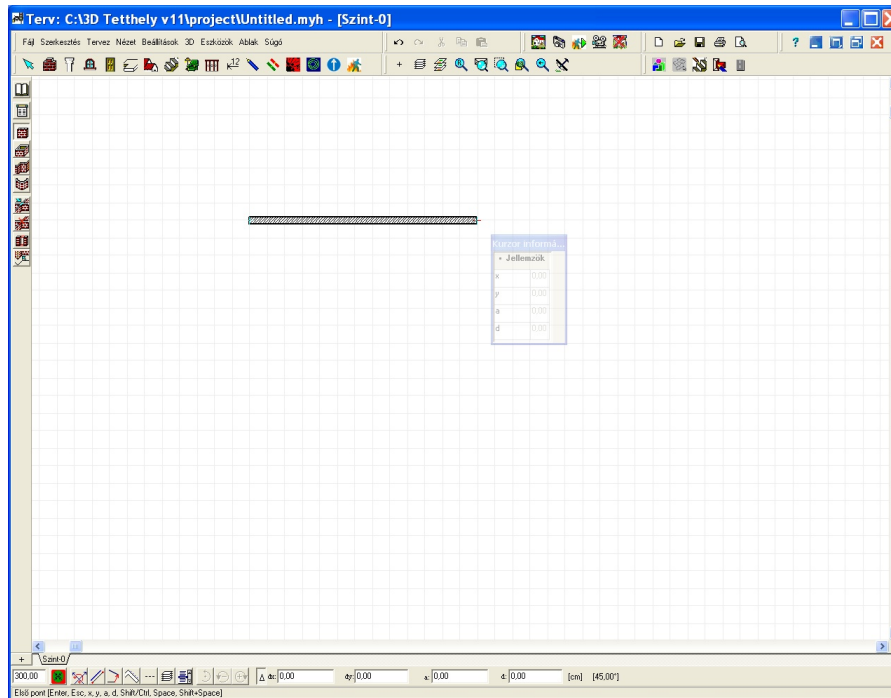 Terv: C:\3D Tetthely v11\project\Untitled.myh - [Szint-0]
Fájl Szerkesztés Tervez Nézet Beállítások 3D Eszközök Ablak Súgó
12
Kurzor informá...
Jellemzők
x 0,00
y 0,00
a 0,00
d 0,00
+ Szint-0
300,00 Δ dx: 0,00 dy: 0,00 a: 0,00 d: 0,00 [cm] [45,00°]
Első pont [Enter, Esc, x, y, a, d, Shift/Ctrl, Space, Shift+Space]